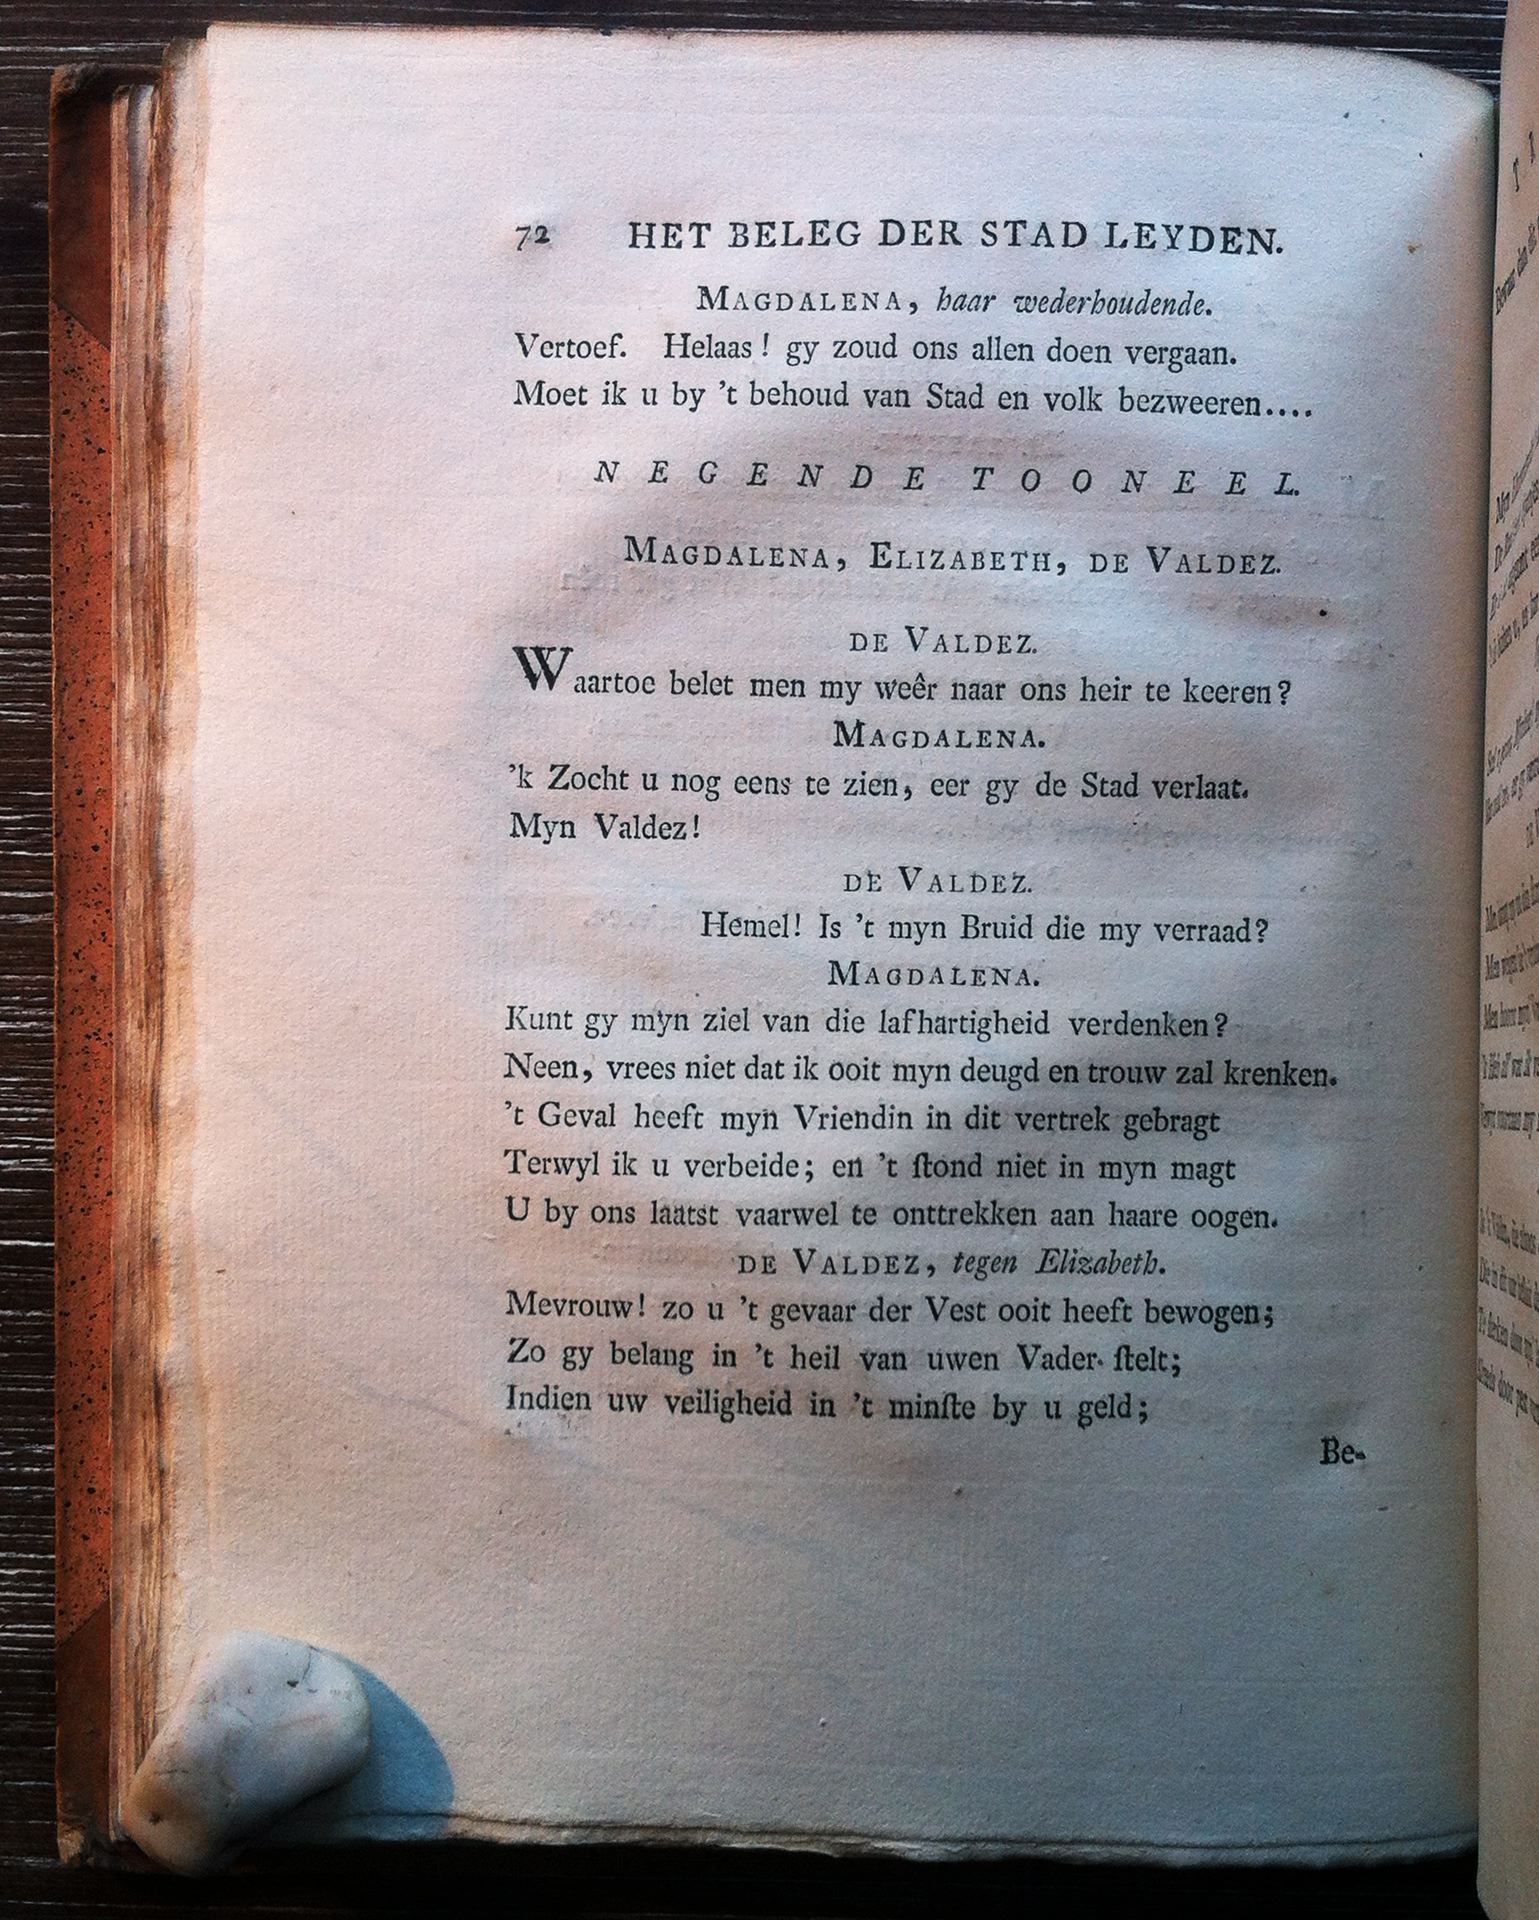 72 HET BELEG DER STAD LEYDEN.
MAGDALENA, haar wederhoudende.
Vertoef. Helaas! gy zoud ons allen doen vergaan.
Moet ik u by 't behoud van Stad en volk bezweeren....
NEGENDE TOONEEL.
MAGDALENA, ELIZABETH, DE VALDEZ.
DE VALDEZ.
Waartoe belet men my weêr naar ons heir te keeren?
MAGDALENA.
'k Zocht u nog eens te zien, eer gy de Stad verlaat.
Myn Valdez!
DE VALDEZ.
Hemel! Is 't myn Bruid die my verraad?
MAGDALENA.
Kunt gy myn ziel van die lafhartigheid verdenken?
Neen, vrees niet dat ik ooit myn deugd en trouw zal krenken.
't Geval heeft myn Vriendin in dit vertrek gebragt
Terwyl ik u verbeide; en 't ſtond niet in myn magt
U by ons laatst vaarwel te onttrekken aan haare oogen.
DE VALDEZ, tegen Elizabeth.
Mevrouw! zo u 't gevaar der Vest ooit heeft bewogen;
Zo gy belang in 't heil van uwen Vader ſtelt;
Indien uw veiligheid in 't minſte by u geld;
Be-